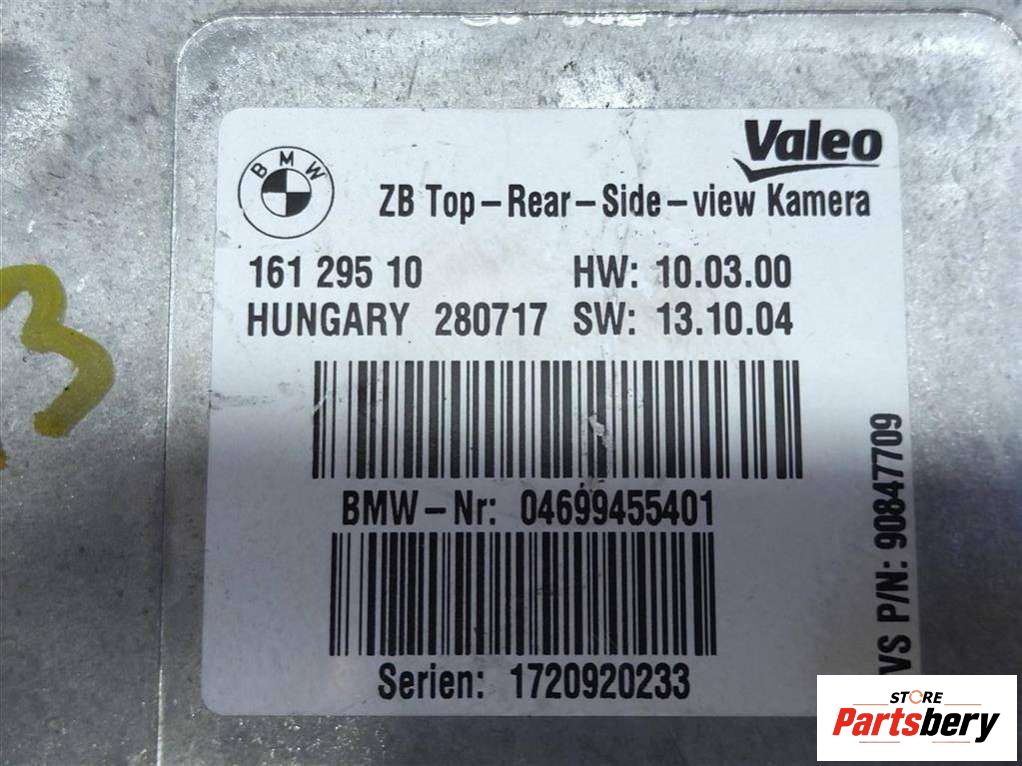 BMW
Valeo
ZB Top-Rear-Side-view Kamera
161 295 10 HW: 10.03.00
HUNGARY 280717 SW: 13.10.04
BMW-Nr: 04699455401
Serien: 1720920233
VS P/N: 90847709
3
STORE
Partsbery